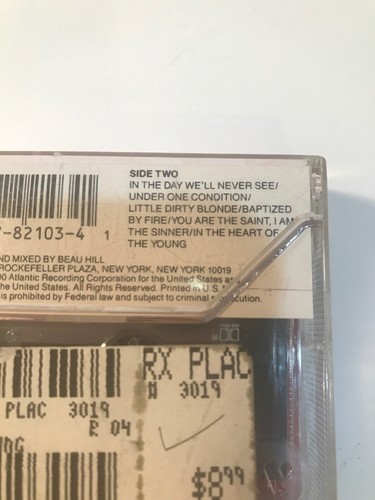 SIDE TWO
IN THE DAY WE'LL NEVER SEE/
UNDER ONE CONDITION/
LITTLE DIRTY BLONDE/BAPTIZED
BY FIRE/YOU ARE THE SAINT, I AM
THE SINNER/IN THE HEART OF
THE YOUNG
-82103-4 1
ND MIXED BY BEAU HILL
ROCKEFELLER PLAZA, NEW YORK, NEW YORK 10019
0 Atlantic Recording Corporation for the United States
the United States. All Rights Reserved. Printed in U.S.
is prohibited by Federal law and subject to criminal
RX PLAC
# 3019
PLAC 3019
R 04
$8.99